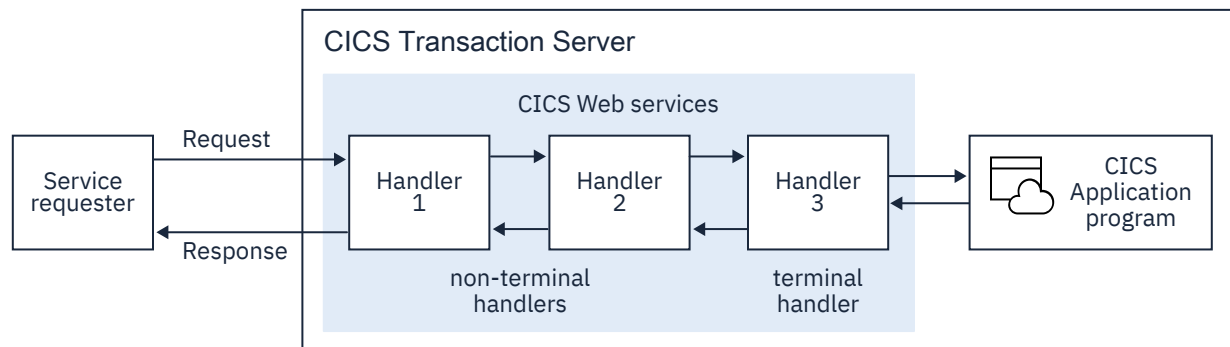 CICS Transaction Server
CICS Web services
Request
Service
requester
Handler
1
Handler
2
Handler
3
CICS
Application
program
Response
non-terminal
handlers
terminal
handler